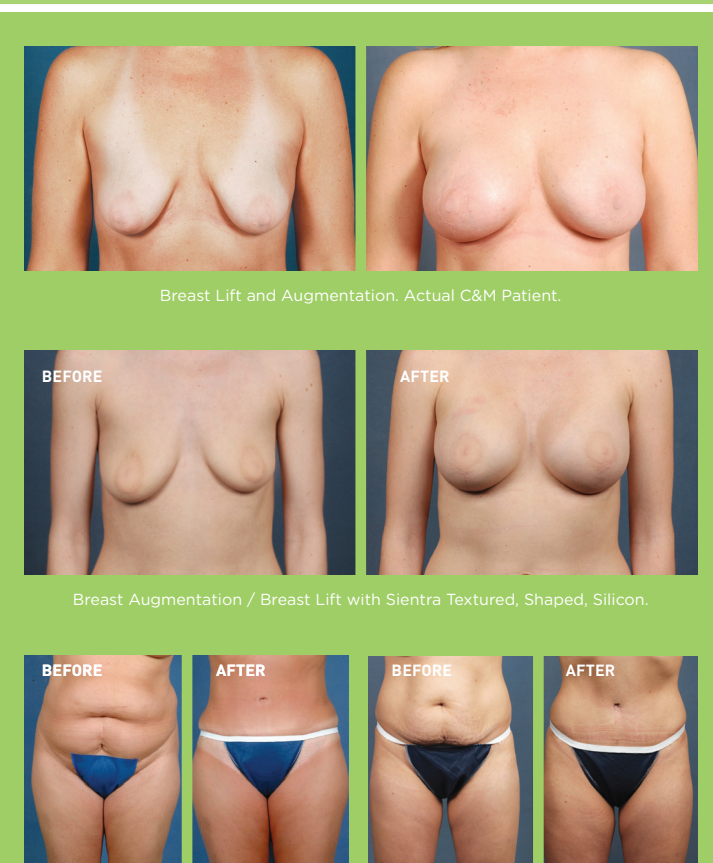 Breast Lift and Augmentation. Actual C&M Patient.
BEFORE
AFTER
Breast Augmentation / Breast Lift with Sientra Textured, Shaped, Silicon.
BEFORE
AFTER
BEFORE
AFTER